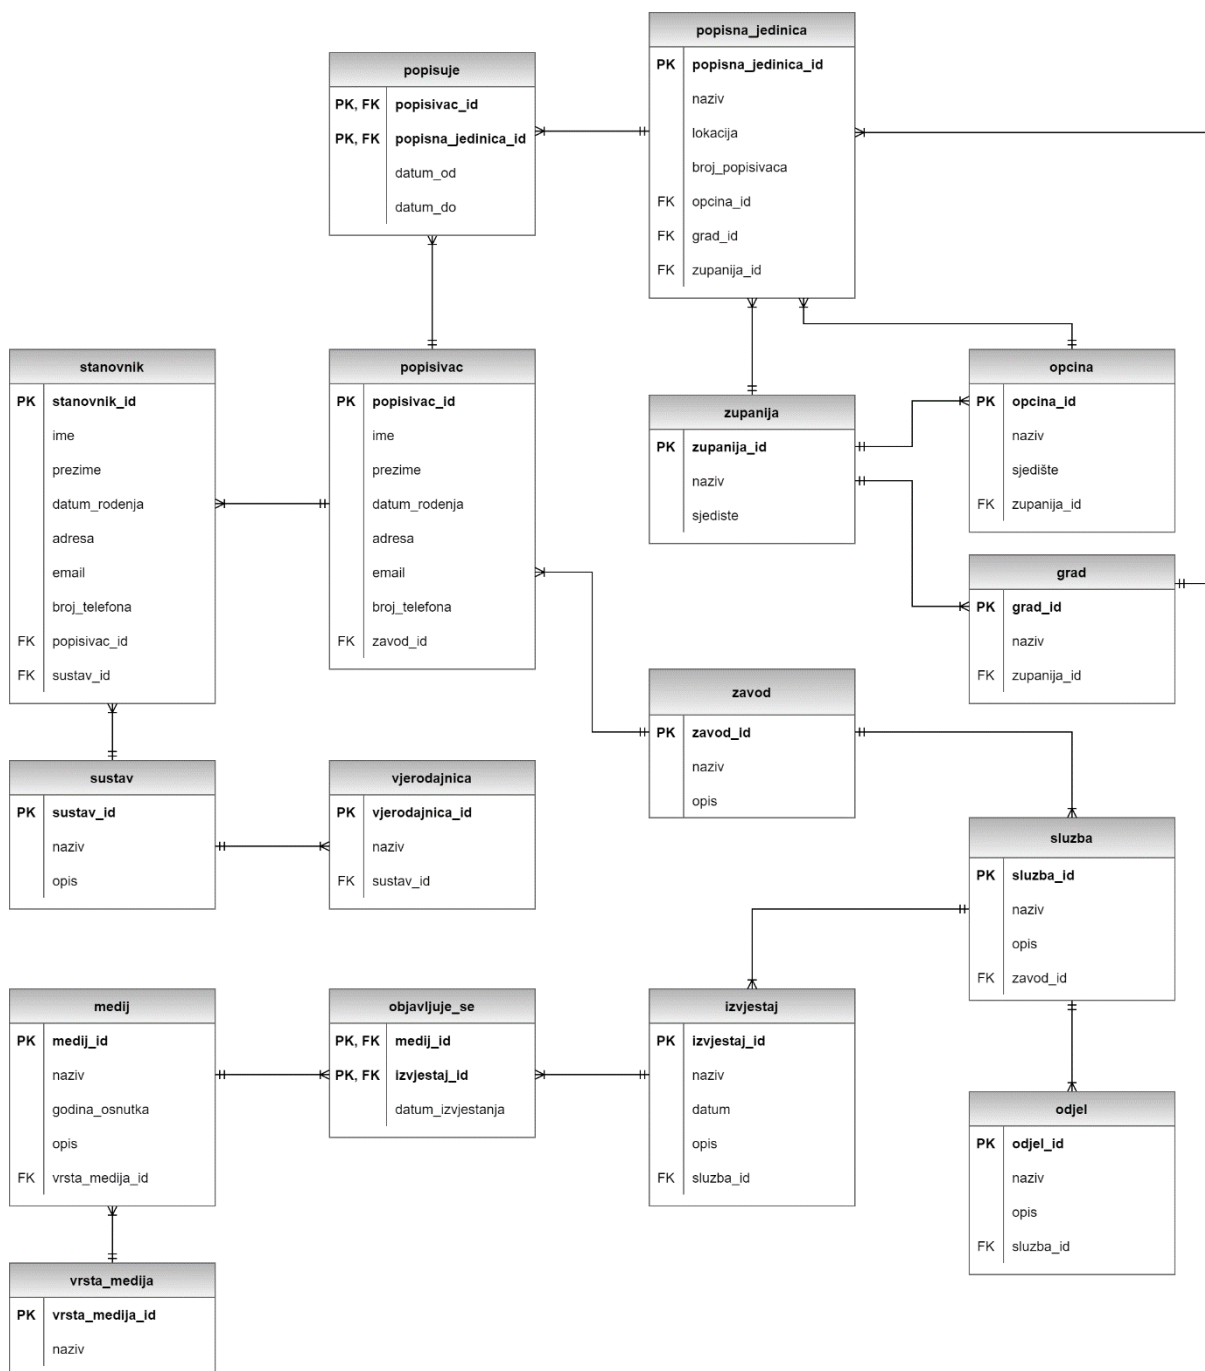 popisna_jedinica
PK popisna_jedinica_id
naziv
lokacija
broj_popisivaca
FK opcina_id
FK grad_id
FK zupanija_id
popisuje
PK, FK popisivac_id
PK, FK popisna_jedinica_id
datum_od
datum_do
stanovnik
PK stanovnik_id
ime
prezime
datum_rodenja
adresa
email
broj_telefona
FK popisivac_id
FK sustav_id
popisivac
PK popisivac_id
ime
prezime
datum_rodenja
adresa
email
broj_telefona
FK zavod_id
zupanija
PK zupanija_id
naziv
sjediste
opcina
PK opcina_id
naziv
sjedište
FK zupanija_id
grad
PK grad_id
naziv
FK zupanija_id
zavod
PK zavod_id
naziv
opis
sustav
PK sustav_id
naziv
opis
vjerodajnica
PK vjerodajnica_id
naziv
FK sustav_id
sluzba
PK sluzba_id
naziv
opis
FK zavod_id
medij
PK medij_id
naziv
godina_osnutka
opis
FK vrsta_medija_id
objavljuje_se
PK, FK medij_id
PK, FK izvjestaj_id
datum_izvjestanja
izvjestaj
PK izvjestaj_id
naziv
datum
opis
FK sluzba_id
odjel
PK odjel_id
naziv
opis
FK sluzba_id
vrsta_medija
PK vrsta_medija_id
naziv